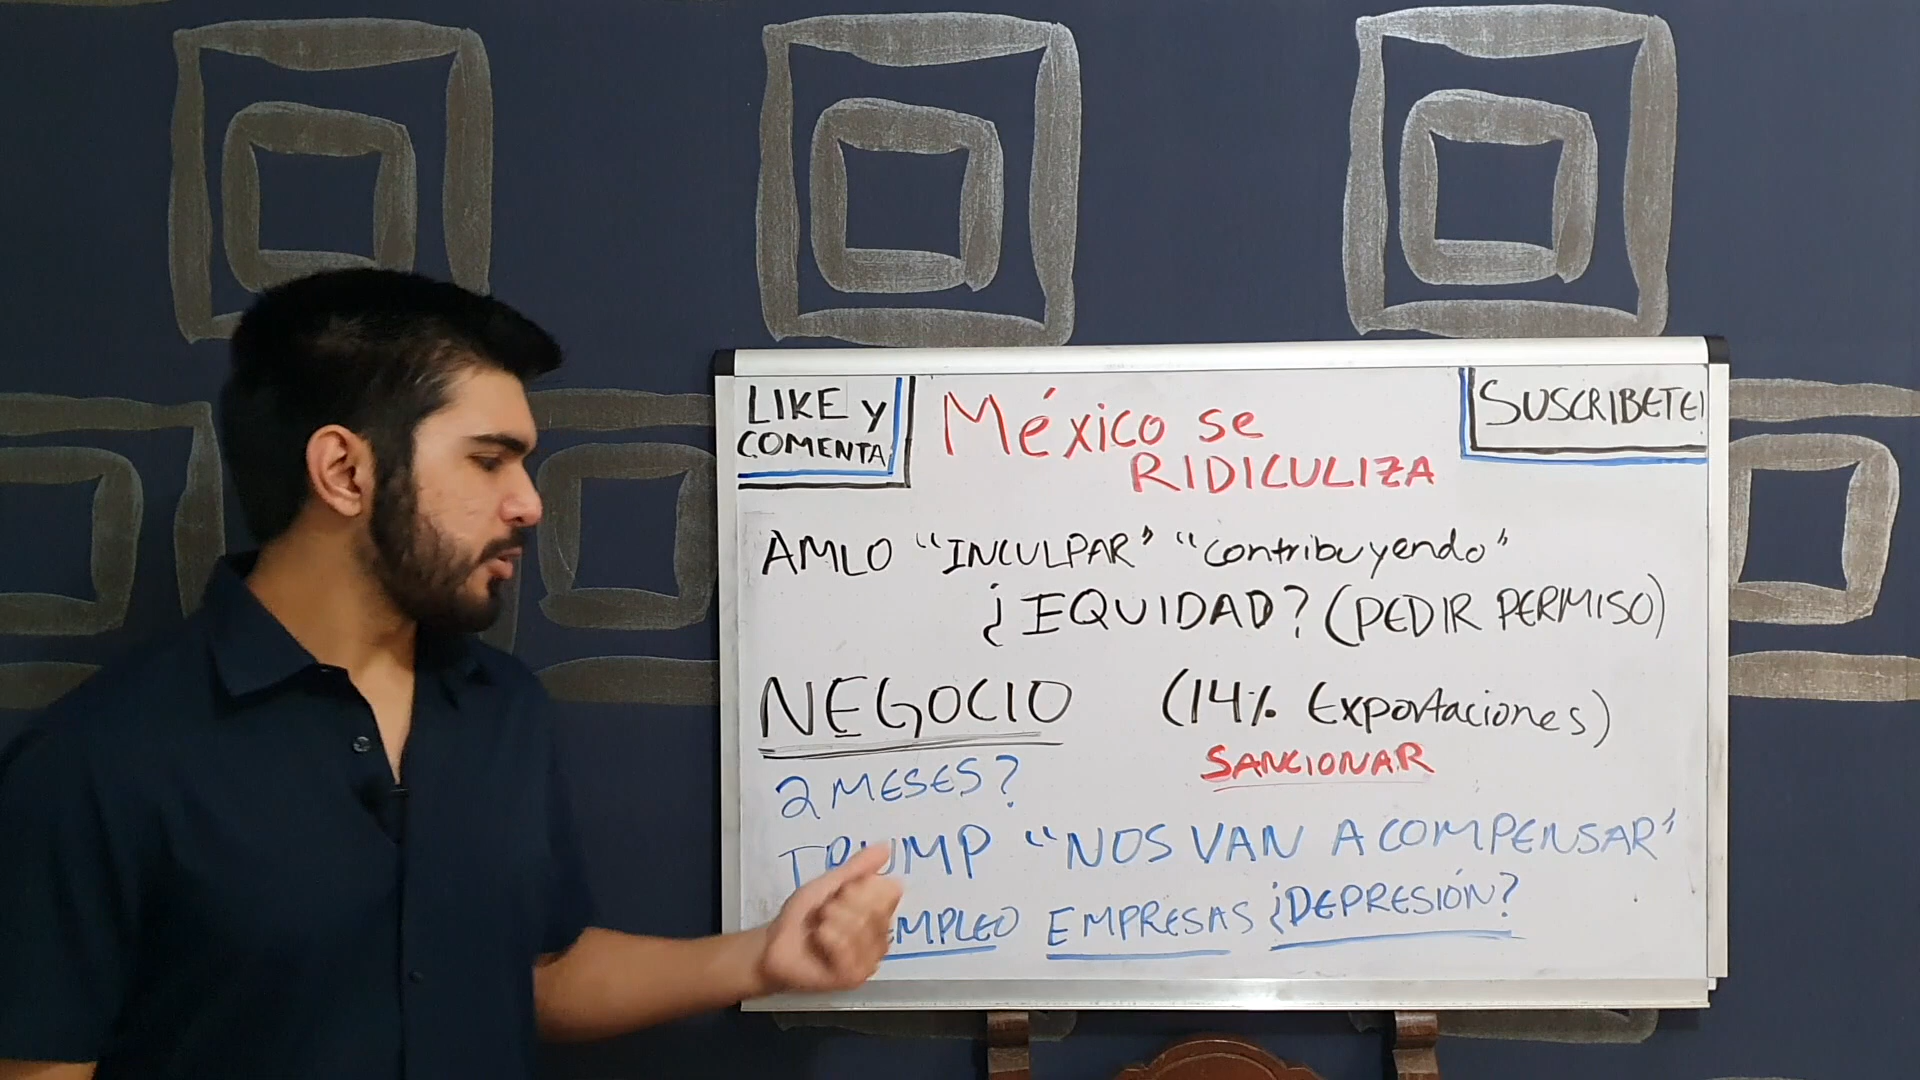 LIKE y
COMENTA
México se
RIDICULIZA
SUSCRIBETE!
AMLO "INCULPAR" "contribuyendo"
¿EQUIDAD? (PEDIR PERMISO)
NEGOCIO (14% Exportaciones)
SANCIONAR
2 MESES?
TRUMP "NOS VAN A COMPENSAR"
EMPLEO EMPRESAS ¿DEPRESIÓN?